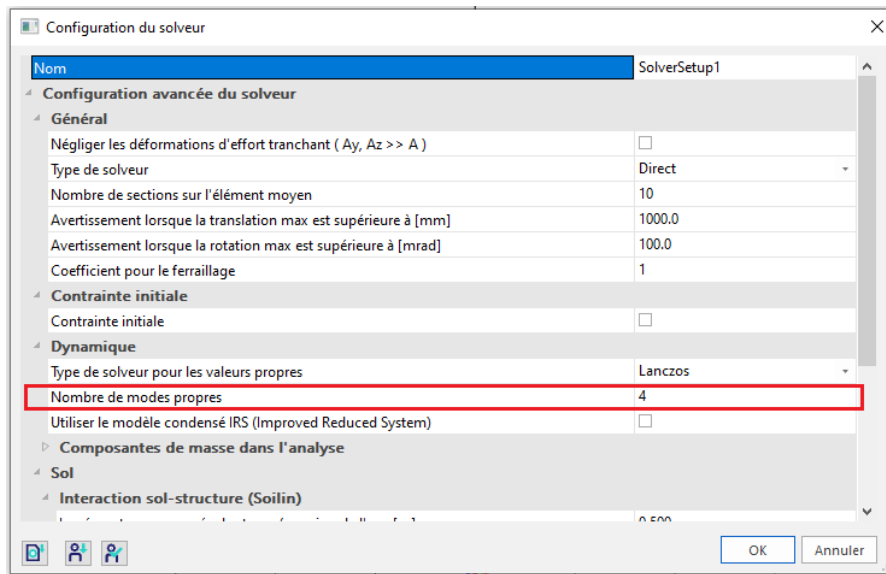 Configuration du solveur
Nom SolverSetup1
Configuration avancée du solveur
Général
Négliger les déformations d'effort tranchant ( Ay, Az >> A )
Type de solveur Direct
Nombre de sections sur l'élément moyen 10
Avertissement lorsque la translation max est supérieure à [mm] 1000.0
Avertissement lorsque la rotation max est supérieure à [mrad] 100.0
Coefficient pour le ferraillage 1
Contrainte initiale
Contrainte initiale
Dynamique
Type de solveur pour les valeurs propres Lanczos
Nombre de modes propres 4
Utiliser le modèle condensé IRS (Improved Reduced System)
Composantes de masse dans l'analyse
Sol
Interaction sol-structure (Soilin)
0.500
OK Annuler